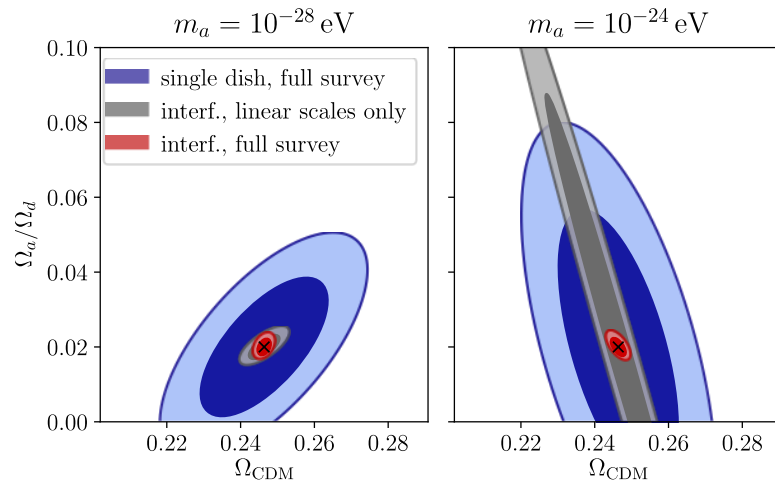 m_a = 10^{-28} eV
m_a = 10^{-24} eV
single dish, full survey
interf., linear scales only
interf., full survey
Ω_a/Ω_d
0.10
0.08
0.06
0.04
0.02
0.00
0.22 0.24 0.26 0.28
0.22 0.24 0.26 0.28
Ω_CDM
Ω_CDM